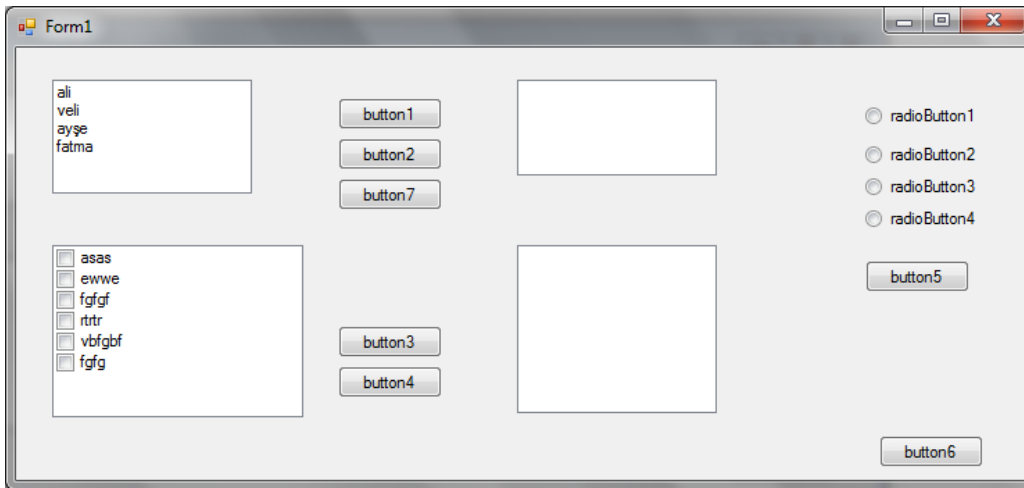 Form1
ali
veli
ayşe
fatma
button1
button2
button7
radioButton1
radioButton2
radioButton3
radioButton4
button5
asas
ewwe
fgfgf
rtrtr
vbfgbf
fgfg
button3
button4
button6